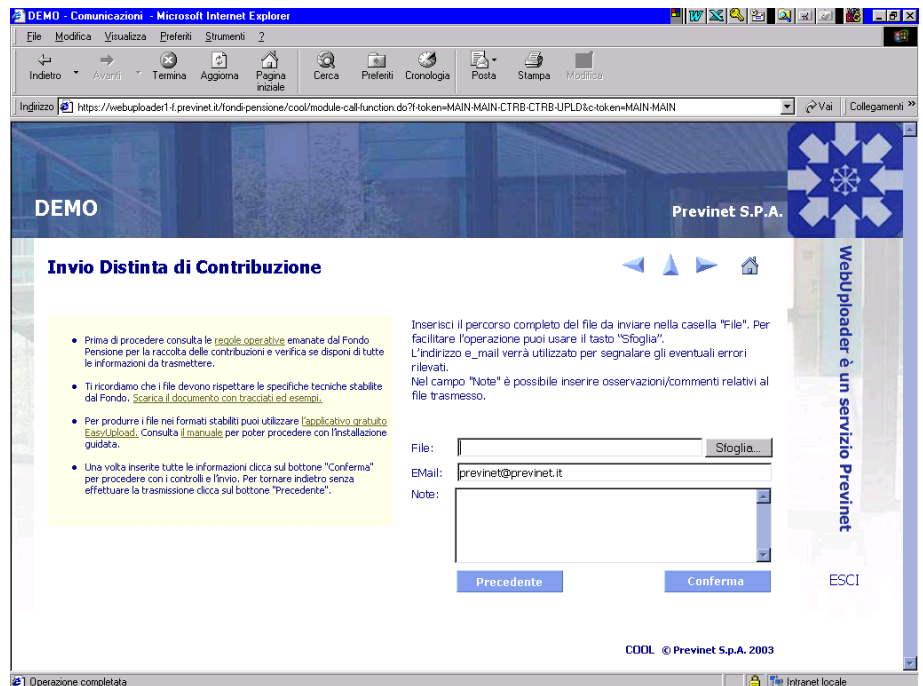 DEMO - Comunicazioni - Microsoft Internet Explorer
File Modifica Visualizza Preferiti Strumenti ?
Indietro Avanti Termina Aggiorna Pagina iniziale Cerca Preferiti Cronologia Posta Stampa Modifica
Indirizzo https://webuploader1-f.previnet.it/fondi-pensione/cool/module-call-function.do?f-token=MAIN-MAIN-CTRB-CTRB-UPLD&c-token=MAIN-MAIN Vai Collegamenti »
DEMO
Previnet S.P.A.
Invio Distinta di Contribuzione
• Prima di procedere consulta le regole operative emanate dal Fondo
Pensione per la raccolta delle contribuzioni e verifica se disponi di tutte
le informazioni da trasmettere.
• Ti ricordiamo che i file devono rispettare le specifiche tecniche stabilite
dal Fondo. Scarica il documento con tracciati ed esempi.
• Per produrre i file nei formati stabiliti puoi utilizzare l'applicativo gratuito
EasyUpload. Consulta il manuale per poter procedere con l'installazione
guidata.
• Una volta inserite tutte le informazioni clicca sul bottone "Conferma"
per procedere con i controlli e l'invio. Per tornare indietro senza
effettuare la trasmissione clicca sul bottone "Precedente".
Inserisci il percorso completo del file da inviare nella casella "File". Per
facilitare l'operazione puoi usare il tasto "Sfoglia".
L'indirizzo e_mail verrà utilizzato per segnalare gli eventuali errori
rilevati.
Nel campo "Note" è possibile inserire osservazioni/commenti relativi al
file trasmesso.
File: Sfoglia...
EMail: previnet@previnet.it
Note:
Precedente Conferma
WebUploader è un servizio Previnet
ESCI
COOL © Previnet S.p.A. 2003
Operazione completata Intranet locale